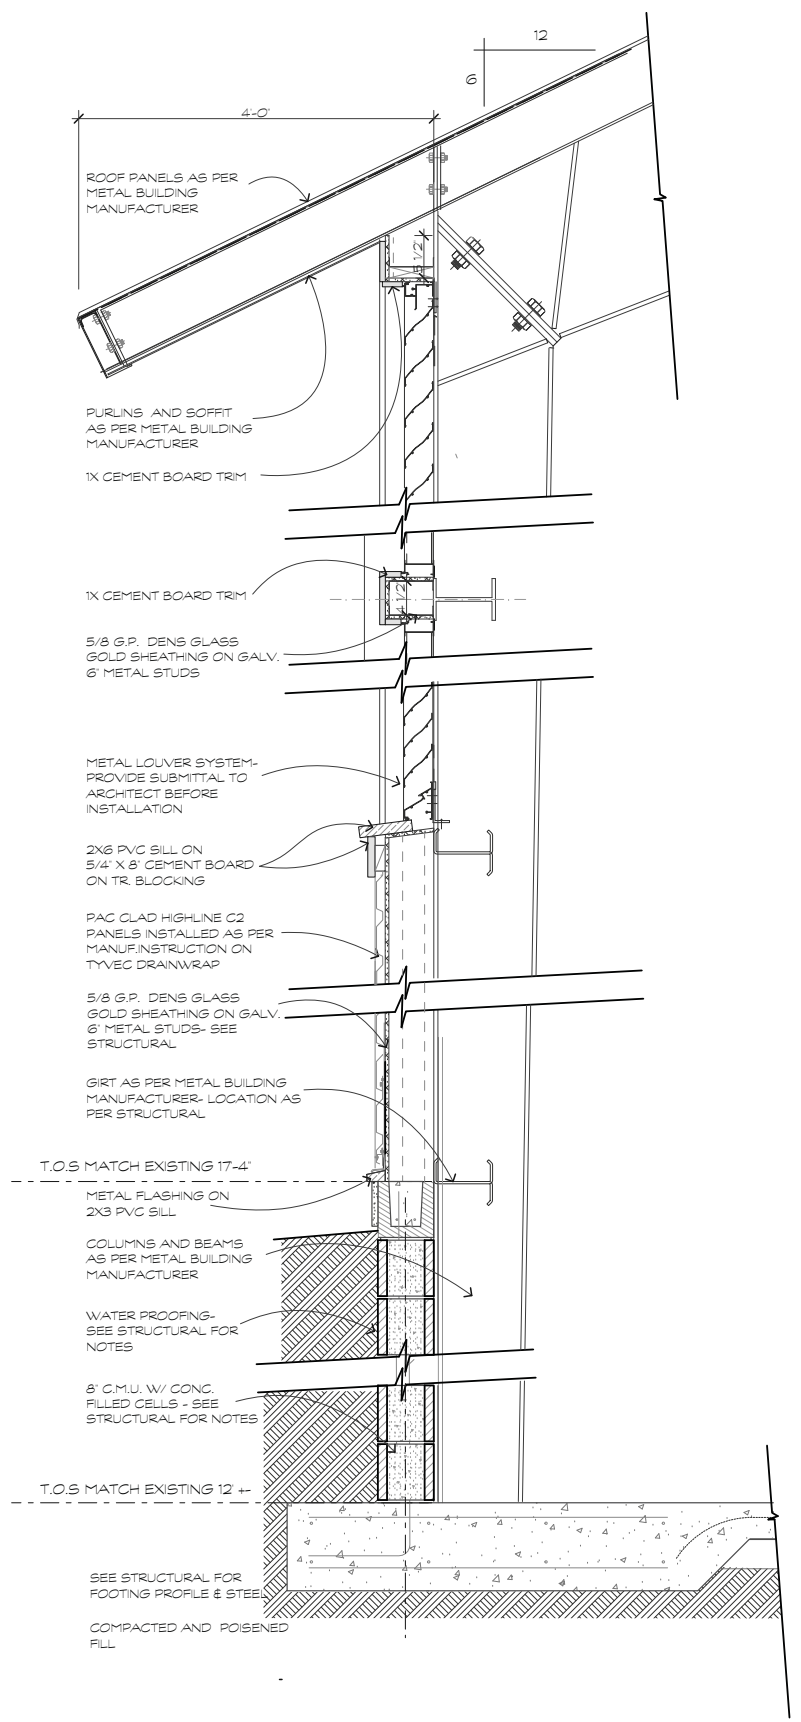 12
6
4'-0"
ROOF PANELS AS PER
METAL BUILDING
MANUFACTURER
5 1/2"
PURLINS AND SOFFIT
AS PER METAL BUILDING
MANUFACTURER
1X CEMENT BOARD TRIM
1X CEMENT BOARD TRIM
4 1/2"
5/8 G.P. DENS GLASS
GOLD SHEATHING ON GALV.
6" METAL STUDS
METAL LOUVER SYSTEM-
PROVIDE SUBMITTAL TO
ARCHITECT BEFORE
INSTALLATION
2X6 PVC SILL ON
5/4" X 8" CEMENT BOARD
ON TR. BLOCKING
PAC CLAD HIGHLINE C2
PANELS INSTALLED AS PER
MANUF.INSTRUCTION ON
TYVEC DRAINWRAP
5/8 G.P. DENS GLASS
GOLD SHEATHING ON GALV.
6" METAL STUDS- SEE
STRUCTURAL
GIRT AS PER METAL BUILDING
MANUFACTURER- LOCATION AS
PER STRUCTURAL
T.O.S MATCH EXISTING 17'-4"
METAL FLASHING ON
2X3 PVC SILL
COLUMNS AND BEAMS
AS PER METAL BUILDING
MANUFACTURER
WATER PROOFING-
SEE STRUCTURAL FOR
NOTES
8" C.M.U. W/ CONC.
FILLED CELLS - SEE
STRUCTURAL FOR NOTES
T.O.S MATCH EXISTING 12' +-
SEE STRUCTURAL FOR
FOOTING PROFILE & STEEL
COMPACTED AND POISENED
FILL